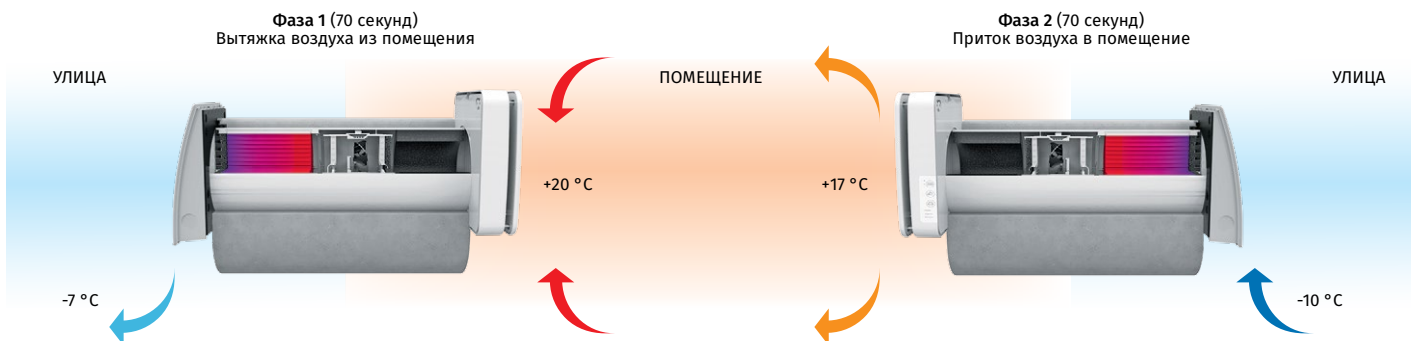 Фаза 1 (70 секунд)
Вытяжка воздуха из помещения
Фаза 2 (70 секунд)
Приток воздуха в помещение
УЛИЦА
ПОМЕЩЕНИЕ
УЛИЦА
+20 °C
+17 °C
-7 °C
-10 °C